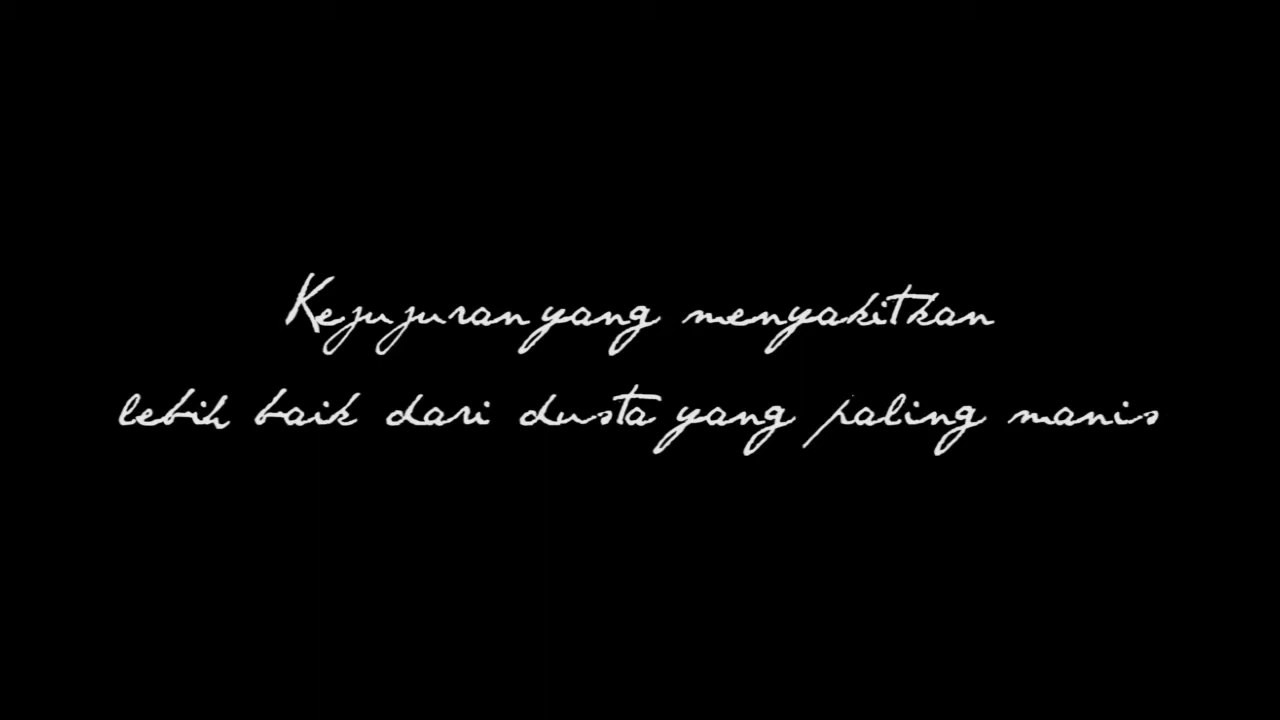 Kejujuran yang menyakitkan
lebih baik dari dusta yang paling manis